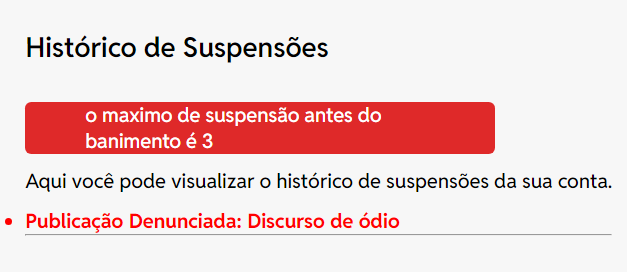 Histórico de Suspensões
o maximo de suspensão antes do
banimento é 3
Aqui você pode visualizar o histórico de suspensões da sua conta.
Publicação Denunciada: Discurso de ódio